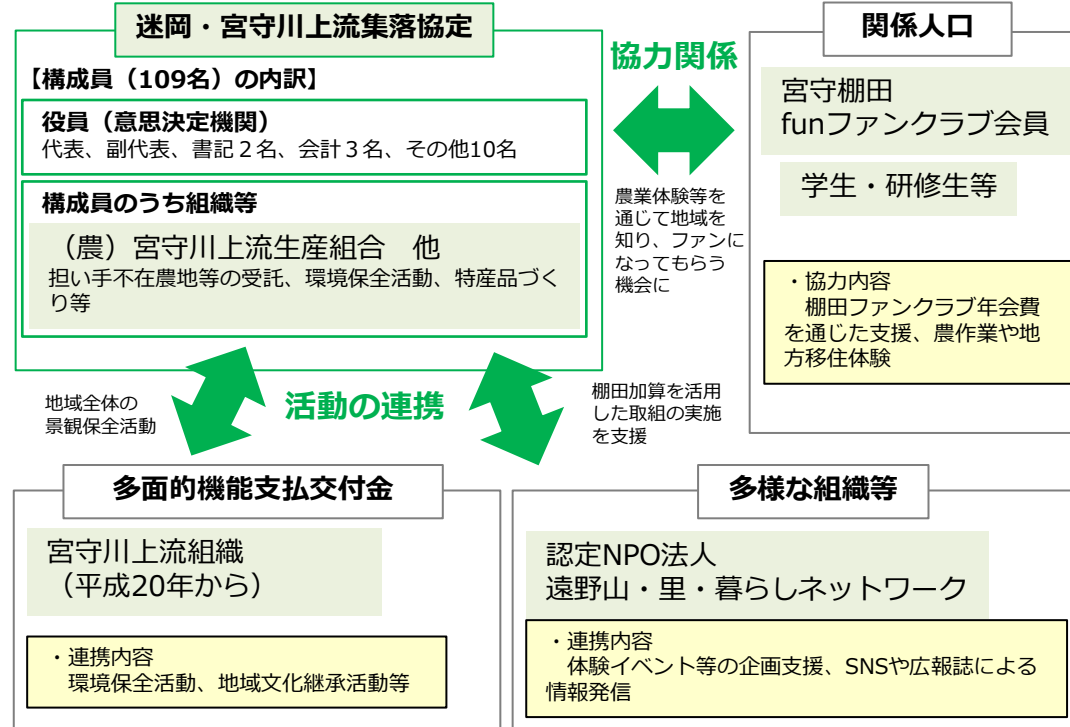 迷岡・宮守川上流集落協定
【構成員（109名）の内訳】
役員（意思決定機関）
代表、副代表、書記２名、会計３名、その他10名
構成員のうち組織等
（農）宮守川上流生産組合　他
担い手不在農地等の受託、環境保全活動、特産品づく
り等
協力関係
農業体験等を
通じて地域を
知り、ファンに
なってもらう
機会に
関係人口
宮守棚田
funファンクラブ会員
学生・研修生等
・協力内容
　棚田ファンクラブ年会費
を通じた支援、農作業や地
方移住体験
地域全体の
景観保全活動
活動の連携
棚田加算を活用
した取組の実施
を支援
多面的機能支払交付金
宮守川上流組織
（平成20年から）
・連携内容
　環境保全活動、地域文化継承活動等
多様な組織等
認定NPO法人
遠野山・里・暮らしネットワーク
・連携内容
　体験イベント等の企画支援、SNSや広報誌による
情報発信